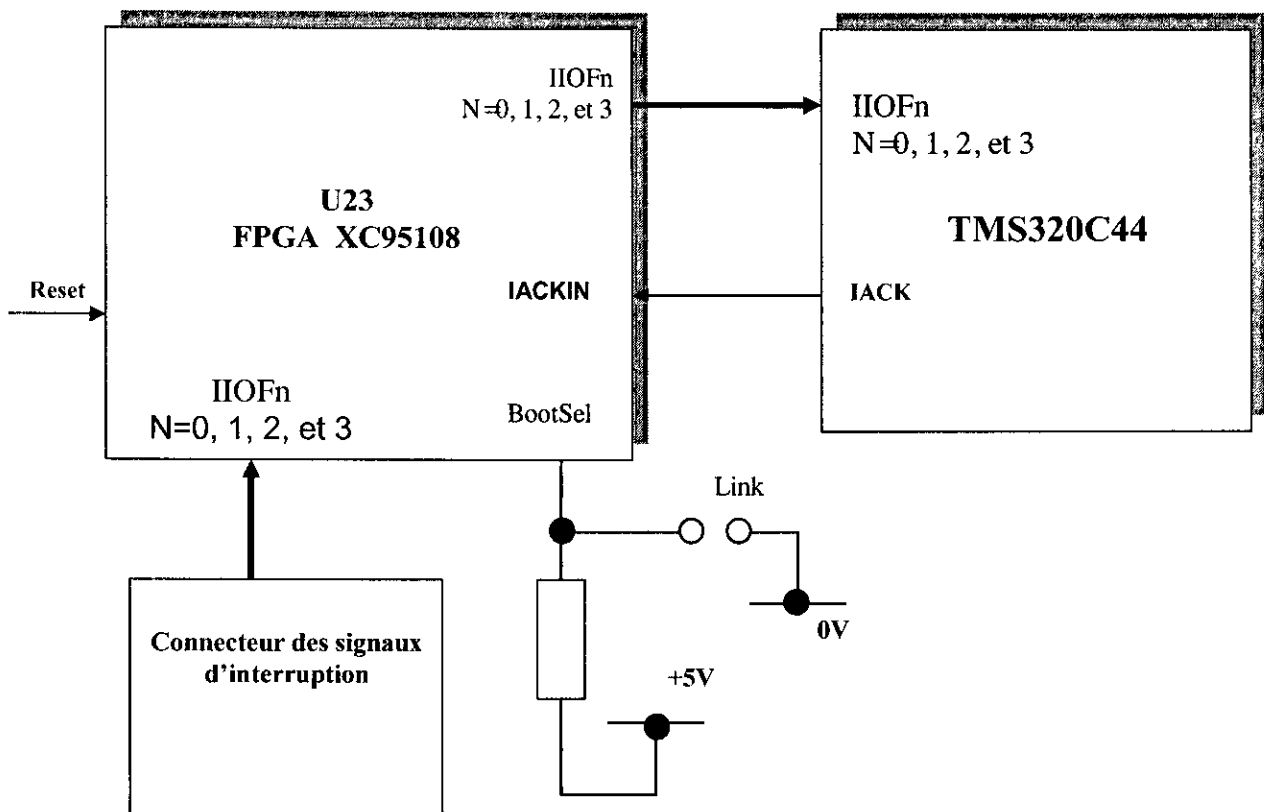 IIOFn
N=0, 1, 2, et 3
U23
FPGA XC95108
Reset
IACKIN
IIOFn
N=0, 1, 2, et 3
BootSel
IIOFn
N=0, 1, 2, et 3
TMS320C44
IACK
Link
0V
+5V
Connecteur des signaux
d'interruption